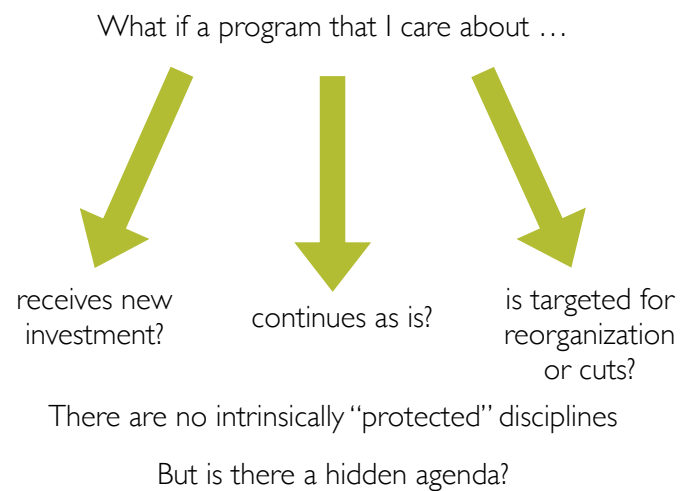 What if a program that I care about …
receives new
investment?
continues as is?
is targeted for
reorganization
or cuts?
There are no intrinsically “protected” disciplines
But is there a hidden agenda?